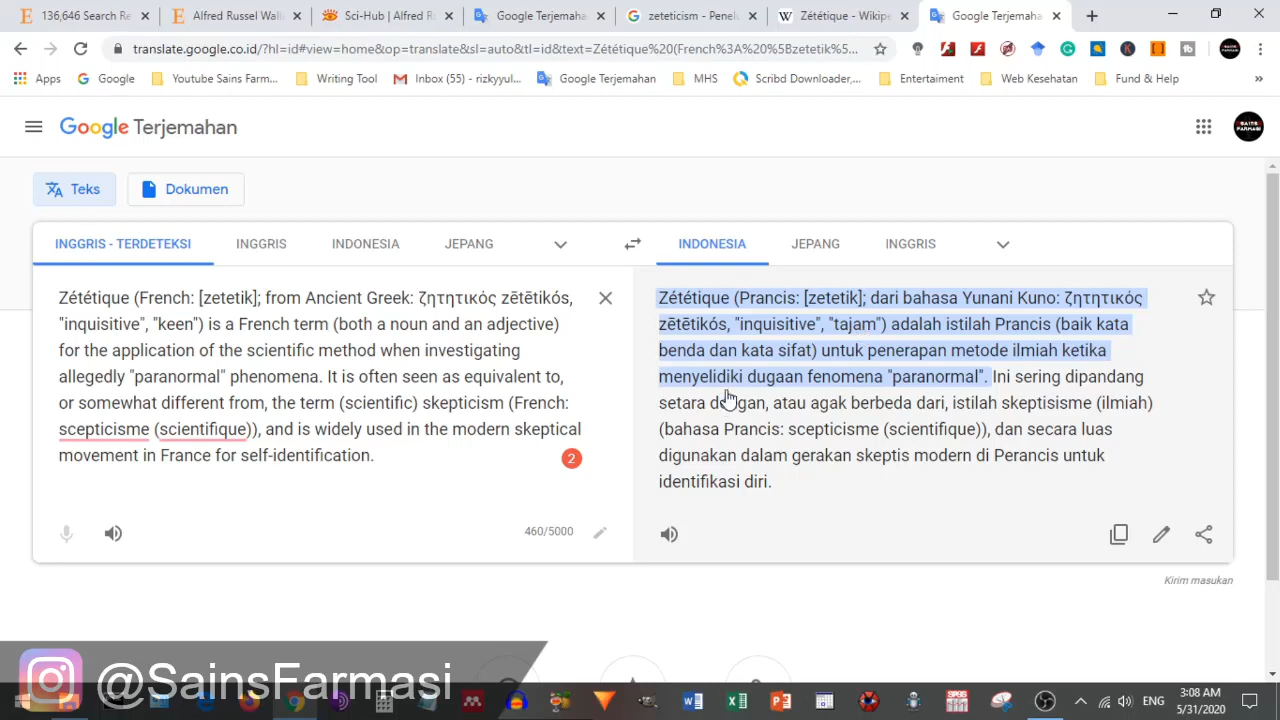 136,646 Search Re
Alfred Russel Wall
Sci-Hub | Alfred R
Google Terjemaha
zeteticism - Penelu
Zététique - Wikipe
Google Terjemaha
translate.google.co.id/?hl=id#view=home&op=translate&sl=auto&tl=id&text=Zététique%20(French%3A%20%5Bzetetik%5...
Apps
Google
Youtube Sains Farm...
Writing Tool
Inbox (55) - rizkyyul...
Google Terjemahan
MHS
Scribd Downloader,...
Entertaiment
Web Kesehatan
Fund & Help
»
Google Terjemahan
SAINS FARMASI
Teks
Dokumen
INGGRIS - TERDETEKSI
INGGRIS
INDONESIA
JEPANG
INDONESIA
JEPANG
INGGRIS
Zététique (French: [zetetik]; from Ancient Greek: ζητητικός zētētikós,
"inquisitive", "keen") is a French term (both a noun and an adjective)
for the application of the scientific method when investigating
allegedly "paranormal" phenomena. It is often seen as equivalent to,
or somewhat different from, the term (scientific) skepticism (French:
scepticisme (scientifique)), and is widely used in the modern skeptical
movement in France for self-identification.
2
460/5000
Zététique (Prancis: [zetetik]; dari bahasa Yunani Kuno: ζητητικός
zētētikós, "inquisitive", "tajam") adalah istilah Prancis (baik kata
benda dan kata sifat) untuk penerapan metode ilmiah ketika
menyelidiki dugaan fenomena "paranormal". Ini sering dipandang
setara dengan, atau agak berbeda dari, istilah skeptisisme (ilmiah)
(bahasa Prancis: scepticisme (scientifique)), dan secara luas
digunakan dalam gerakan skeptis modern di Perancis untuk
identifikasi diri.
Kirim masukan
@SainsFarmasi
ENG
3:08 AM
5/31/2020